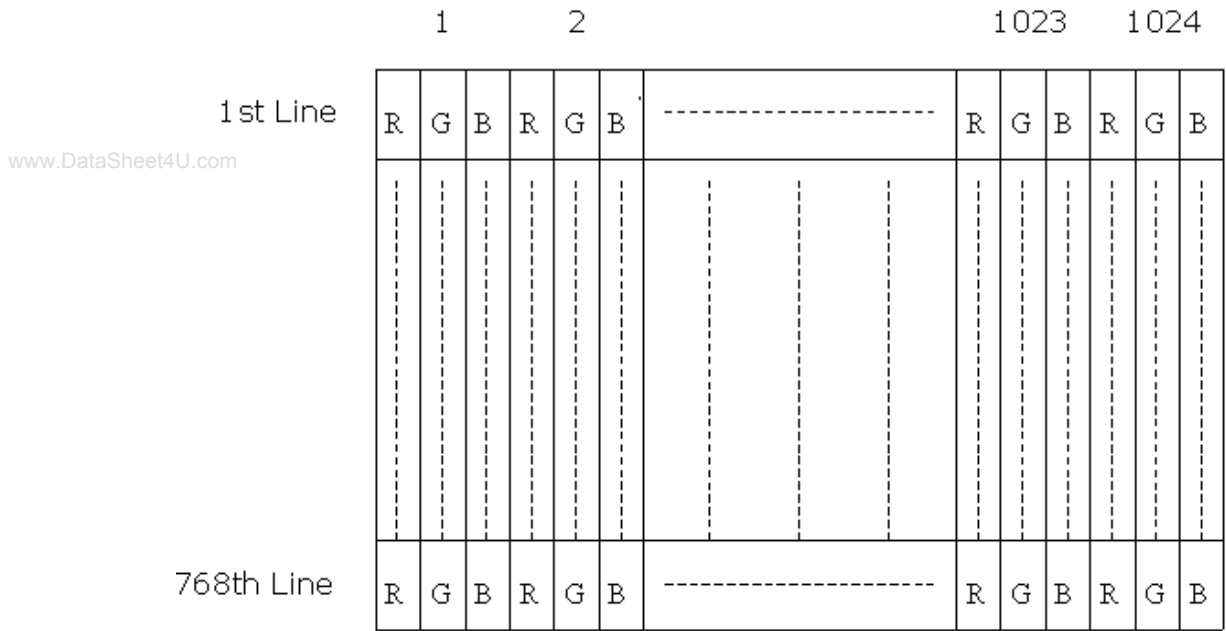 1 2 1023 1024
1st Line R G B R G B R G B R G B
www.DataSheet4U.com
768th Line R G B R G B R G B R G B